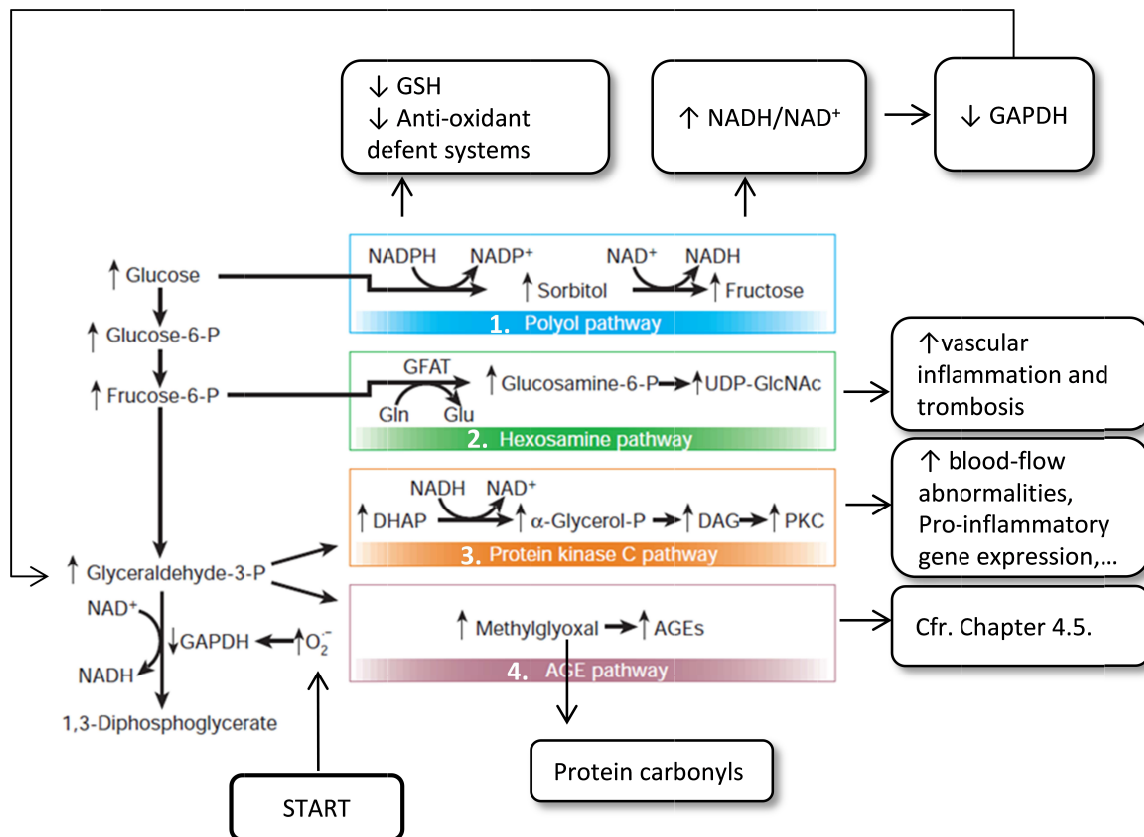 ↓ GSH
↓ Anti-oxidant
defent systems
↑ NADH/NAD⁺
↓ GAPDH
↑ Glucose
↑ Glucose-6-P
↑ Frucose-6-P
↑ Glyceraldehyde-3-P
NAD⁺
NADH
↓GAPDH
↑O₂·⁻
1,3-Diphosphoglycerate
START
NADPH NADP⁺ NAD⁺ NADH
↑ Sorbitol ↑ Fructose
1. Polyol pathway
GFAT
↑ Glucosamine-6-P ↑UDP-GlcNAc
Gln Glu
2. Hexosamine pathway
↑vascular
inflammation and
trombosis
NADH NAD⁺
↑ DHAP ↑ α-Glycerol-P ↑ DAG ↑ PKC
3. Protein kinase C pathway
↑ blood-flow
abnormalities,
Pro-inflammatory
gene expression,...
↑ Methylglyoxal ↑ AGEs
4. AGE pathway
Cfr. Chapter 4.5.
Protein carbonyls